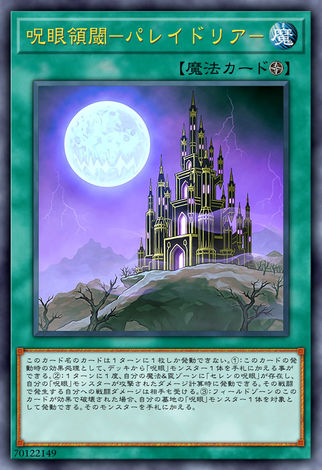 呪眼領閾-パレイドリア-
魔
【魔法カード】
このカード名のカードは1ターンに1枚しか発動できない。①:このカードの発
動時の効果処理として、デッキから「呪眼」モンスター1体を手札に加える事が
できる。②:1ターンに1度、自分の魔法&罠ゾーンに「セレンの呪眼」が存在し、
自分の「呪眼」モンスターが攻撃されたダメージ計算時に発動できる。その戦闘
で発生する自分への戦闘ダメージは相手も受ける。③:フィールドゾーンのこの
カードが効果で破壊された場合、自分の墓地の「呪眼」モンスター1体を対象と
して発動できる。そのモンスターを手札に加える。
70122149